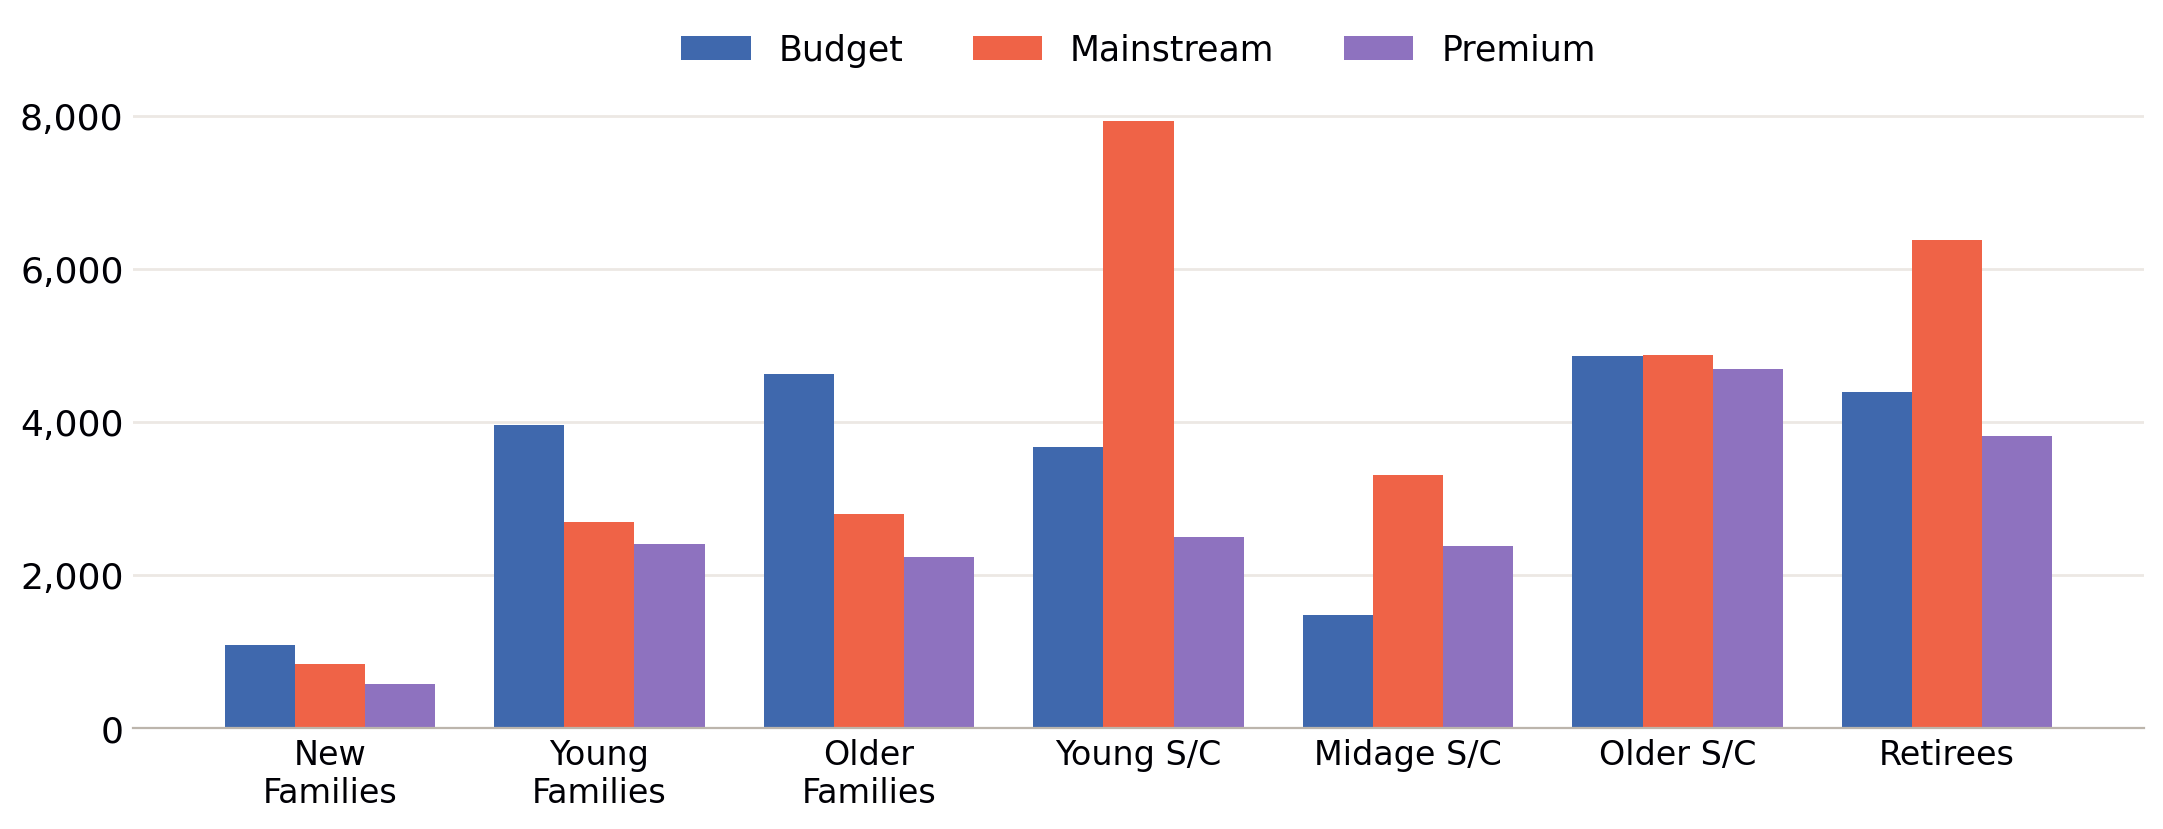 Budget Mainstream Premium
8,000
6,000
4,000
2,000
0
New Families
Young Families
Older Families
Young S/C
Midage S/C
Older S/C
Retirees